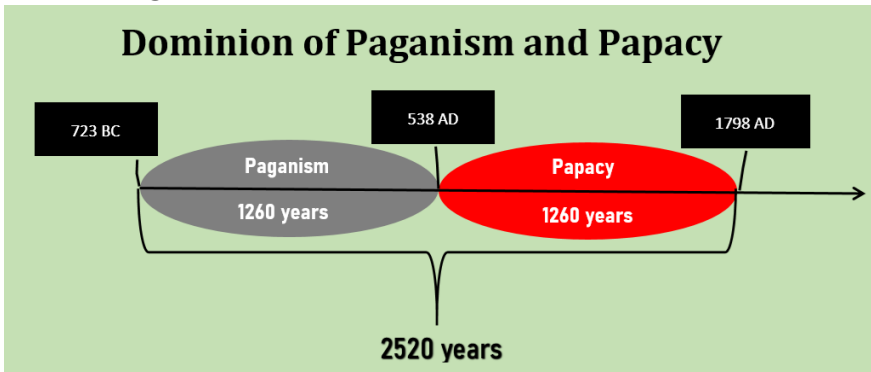 Dominion of Paganism and Papacy
723 BC
538 AD
1798 AD
Paganism
1260 years
Papacy
1260 years
2520 years